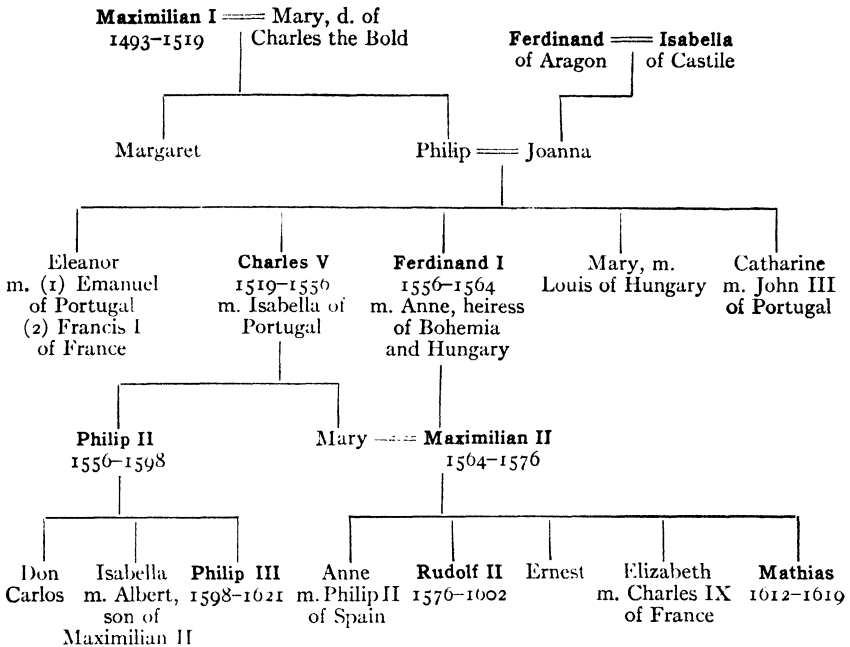 Maximilian I Mary, d. of
1493–1519 Charles the Bold
Ferdinand Isabella
of Aragon of Castile
Margaret Philip Joanna
Eleanor
m. (1) Emanuel
of Portugal
(2) Francis I
of France
Charles V
1519–1556
m. Isabella of
Portugal
Ferdinand I
1556–1564
m. Anne, heiress
of Bohemia
and Hungary
Mary, m.
Louis of Hungary
Catharine
m. John III
of Portugal
Philip II
1556–1598
Mary
Maximilian II
1564–1576
Don
Carlos
Isabella
m. Albert,
son of
Maximilian II
Philip III
1598–1621
Anne
m. Philip II
of Spain
Rudolf II
1576–1602
Ernest
Elizabeth
m. Charles IX
of France
Mathias
1612–1619